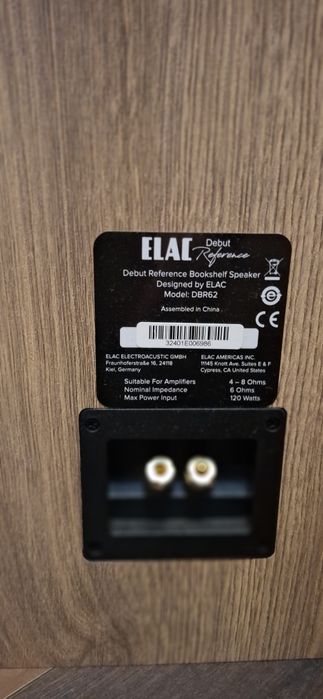 ELAC Debut Reference
Debut Reference Bookshelf Speaker
Designed by ELAC
Model: DBR62
Assembled in China
32401E006986
ELAC ELECTROACUSTIC GMBH
Fraunhoferstraße 16, 24118
Kiel, Germany
ELAC AMERICAS INC.
11145 Knott Ave. Suites E & F
Cypress, CA United States
Suitable For Amplifiers 4 – 8 Ohms
Nominal Impedance 6 Ohms
Max Power Input 120 Watts
CE